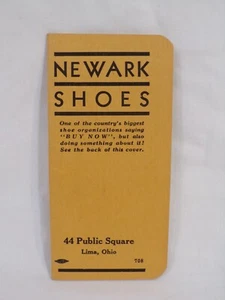 NEWARK
SHOES
One of the country's biggest
shoe organizations saying
"BUY NOW", but also
doing something about it!
See the back of this cover.
44 Public Square
Lima, Ohio